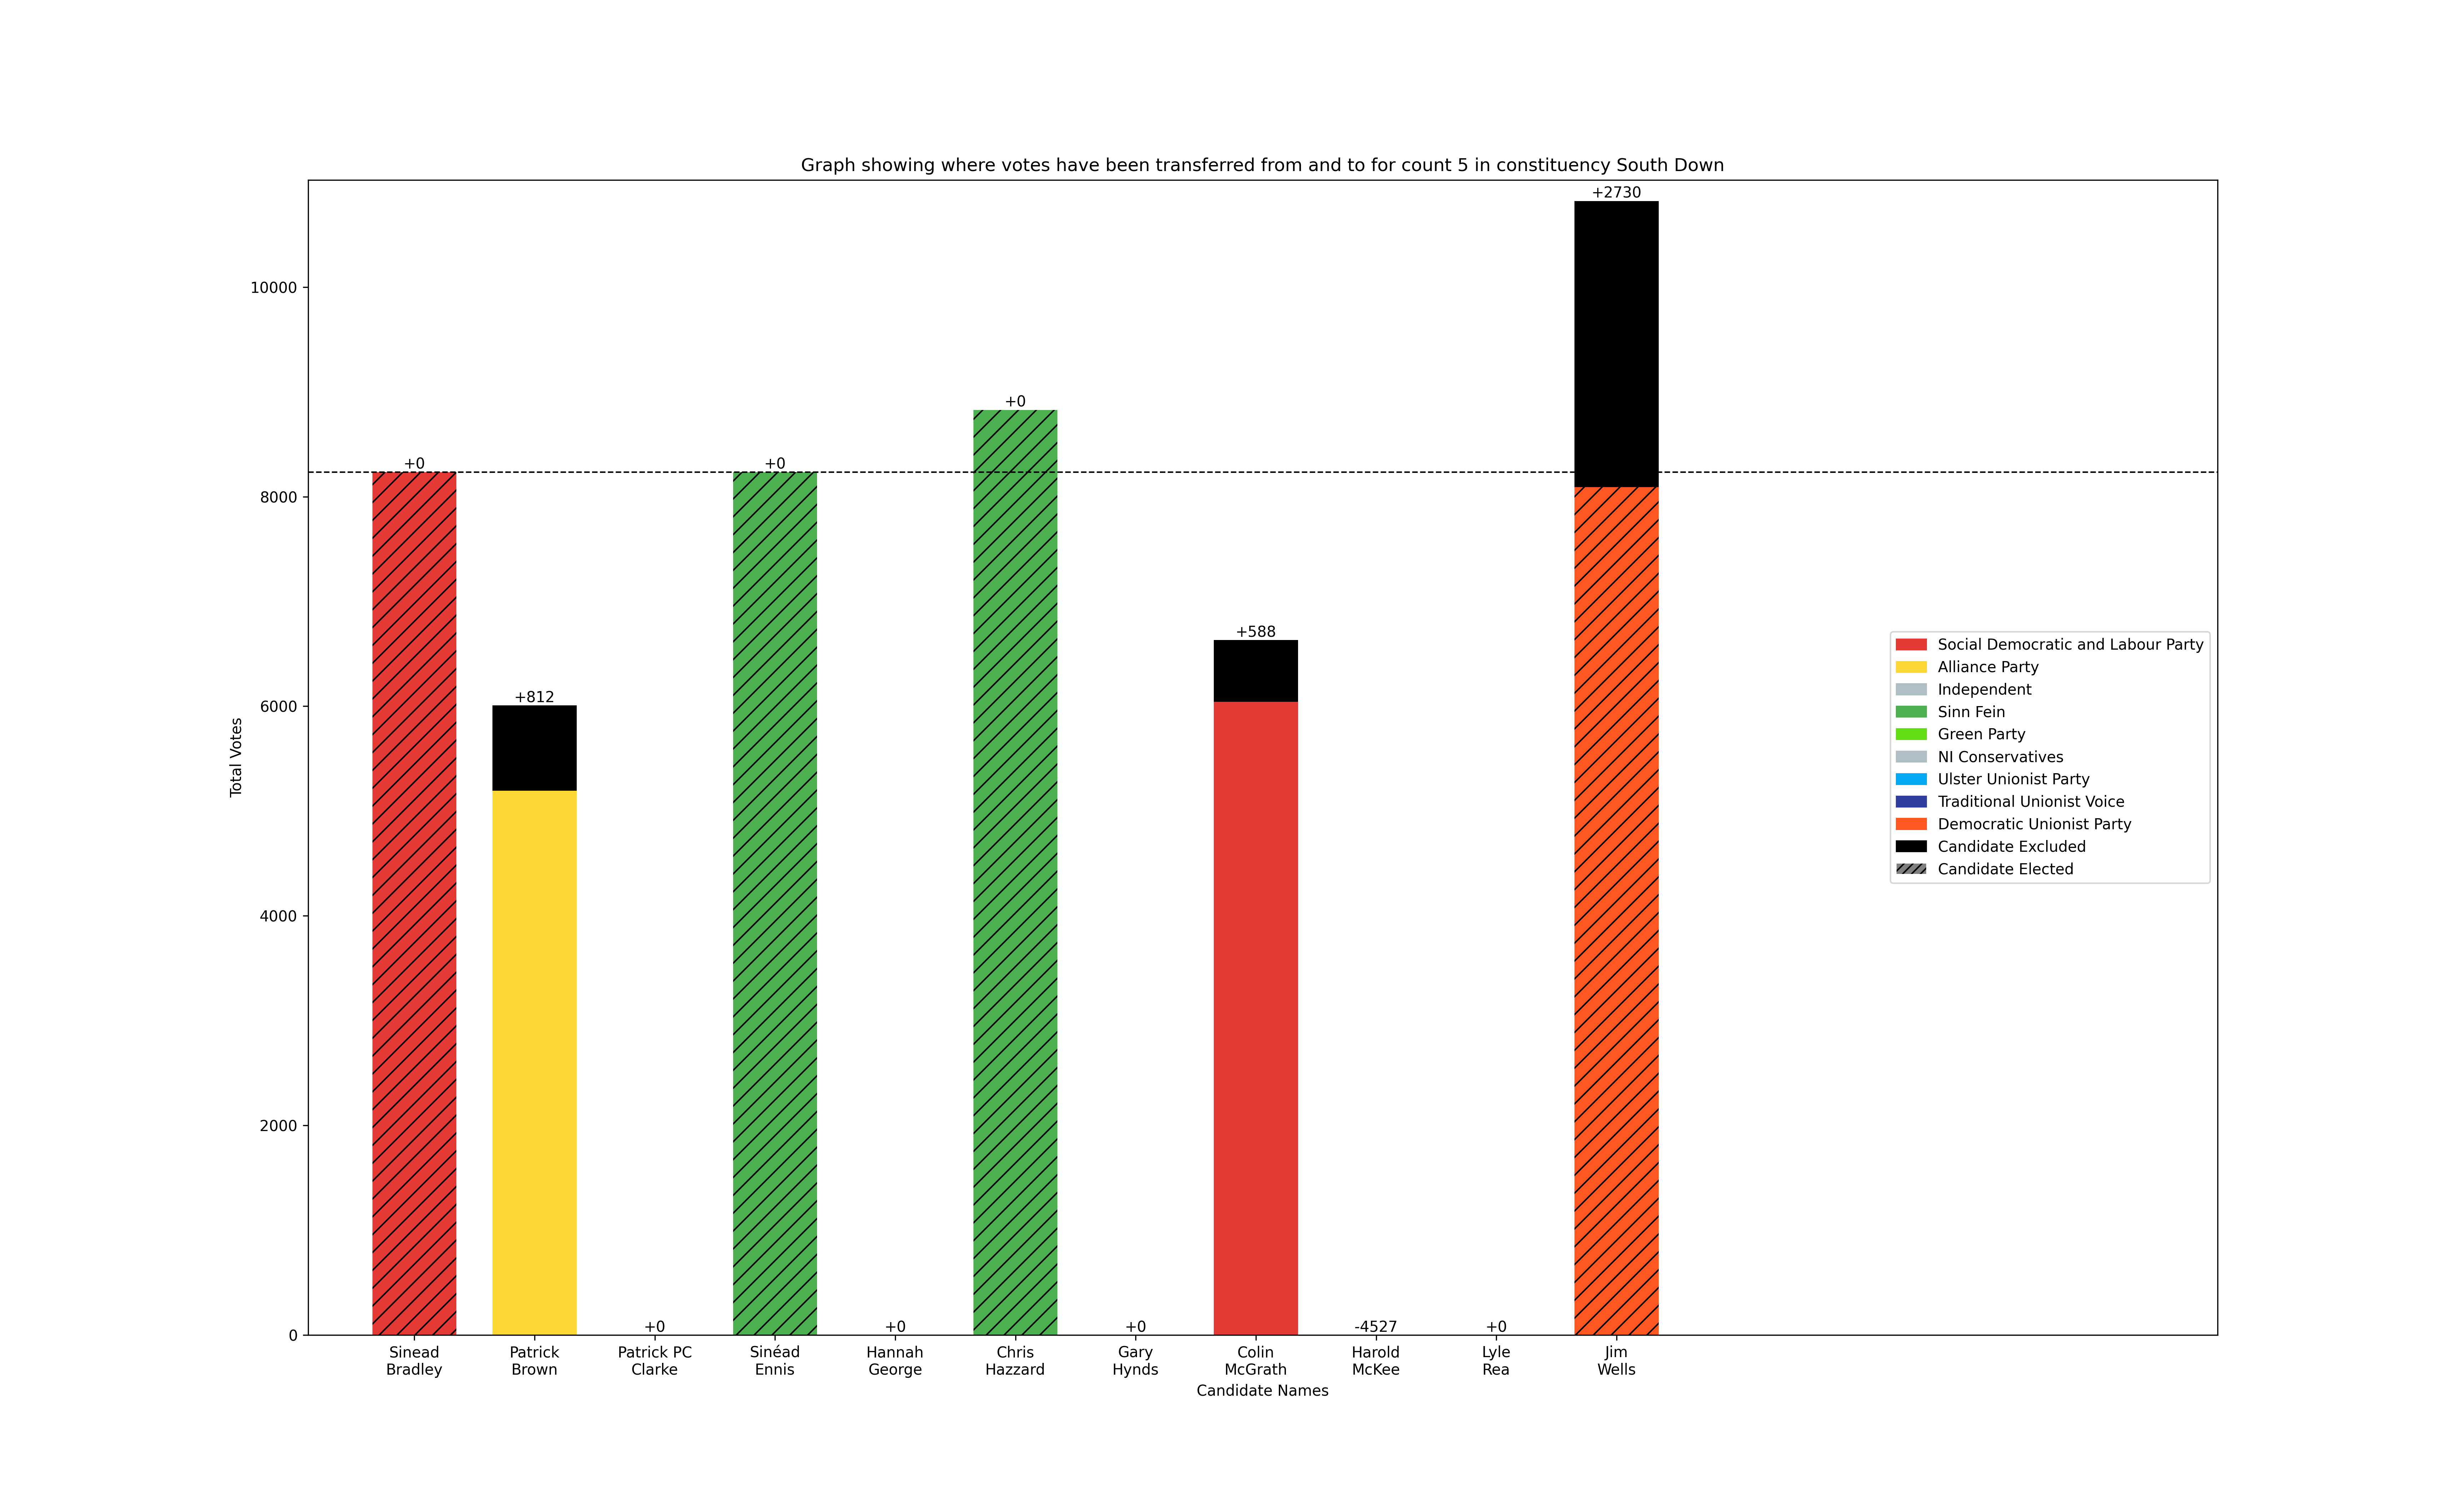 Graph showing where votes have been transferred from and to for count 5 in constituency South Down
+2730
10000
+0
+0
+0
8000
+588
Social Democratic and Labour Party
Alliance Party
+812
Independent
6000
Sinn Fein
Green Party
NI Conservatives
Total Votes
Ulster Unionist Party
Traditional Unionist Voice
Democratic Unionist Party
Candidate Excluded
Candidate Elected
4000
2000
+0
+0
+0
-4527
+0
0
Sinead
Bradley
Patrick
Brown
Patrick PC
Clarke
Sinéad
Ennis
Hannah
George
Chris
Hazzard
Gary
Hynds
Colin
McGrath
Harold
McKee
Lyle
Rea
Jim
Wells
Candidate Names